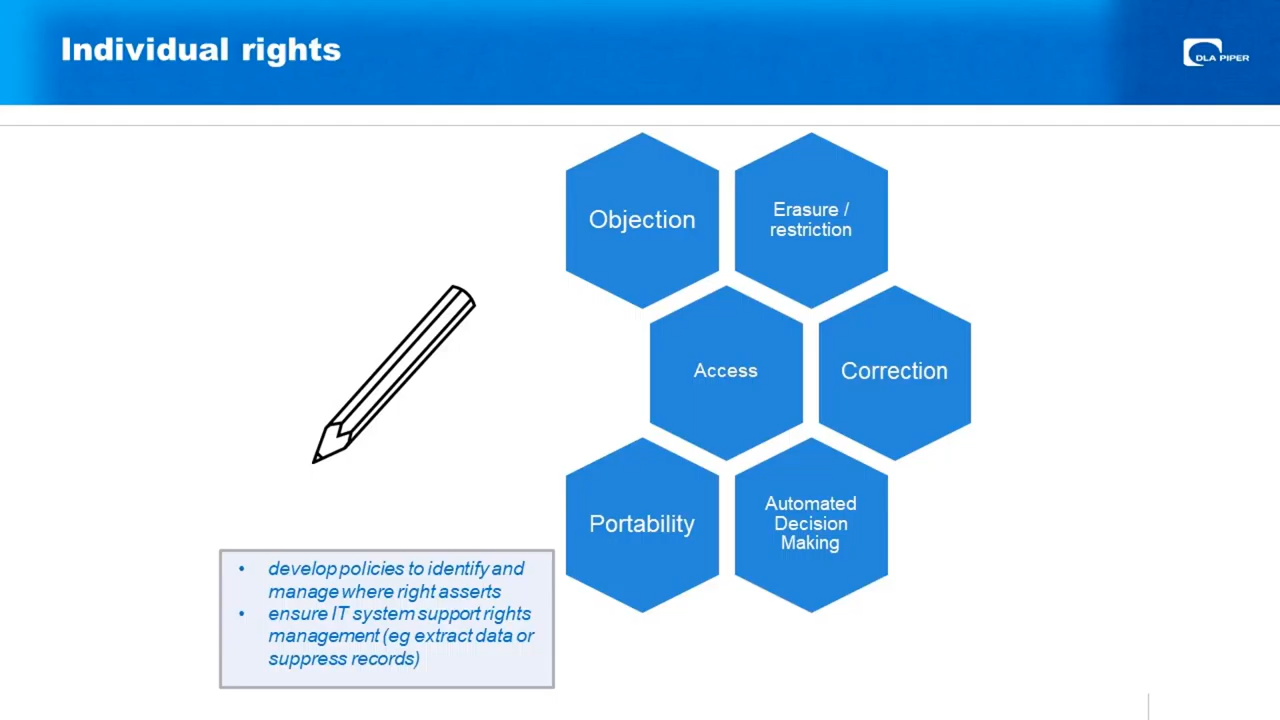 Individual rights
DLA PIPER
Objection
Erasure /
restriction
Access
Correction
Portability
Automated
Decision
Making
• develop policies to identify and
manage where right asserts
• ensure IT system support rights
management (eg extract data or
suppress records)